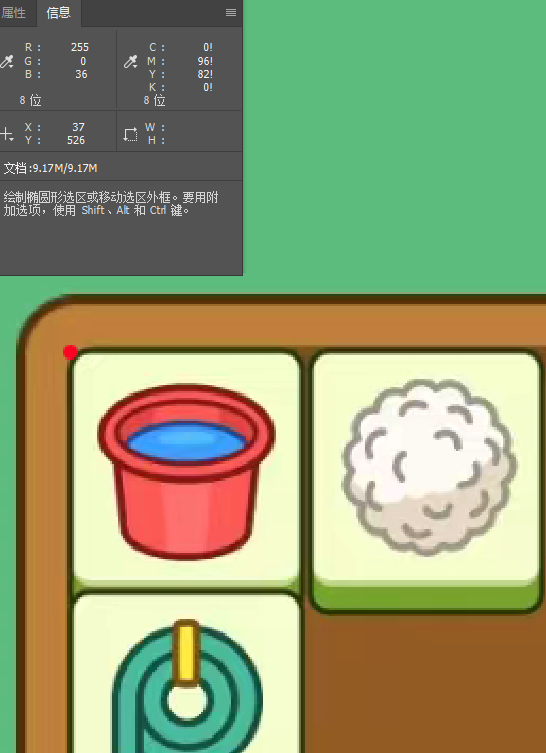 属性 信息
R : 255 C : 0!
G : 0 M : 96!
B : 36 Y : 82!
K : 0!
8 位 8 位
X : 37 W :
Y : 526 H :
文档:9.17M/9.17M
绘制椭圆形选区或移动选区外框。要用附
加选项，使用 Shift、Alt 和 Ctrl 键。